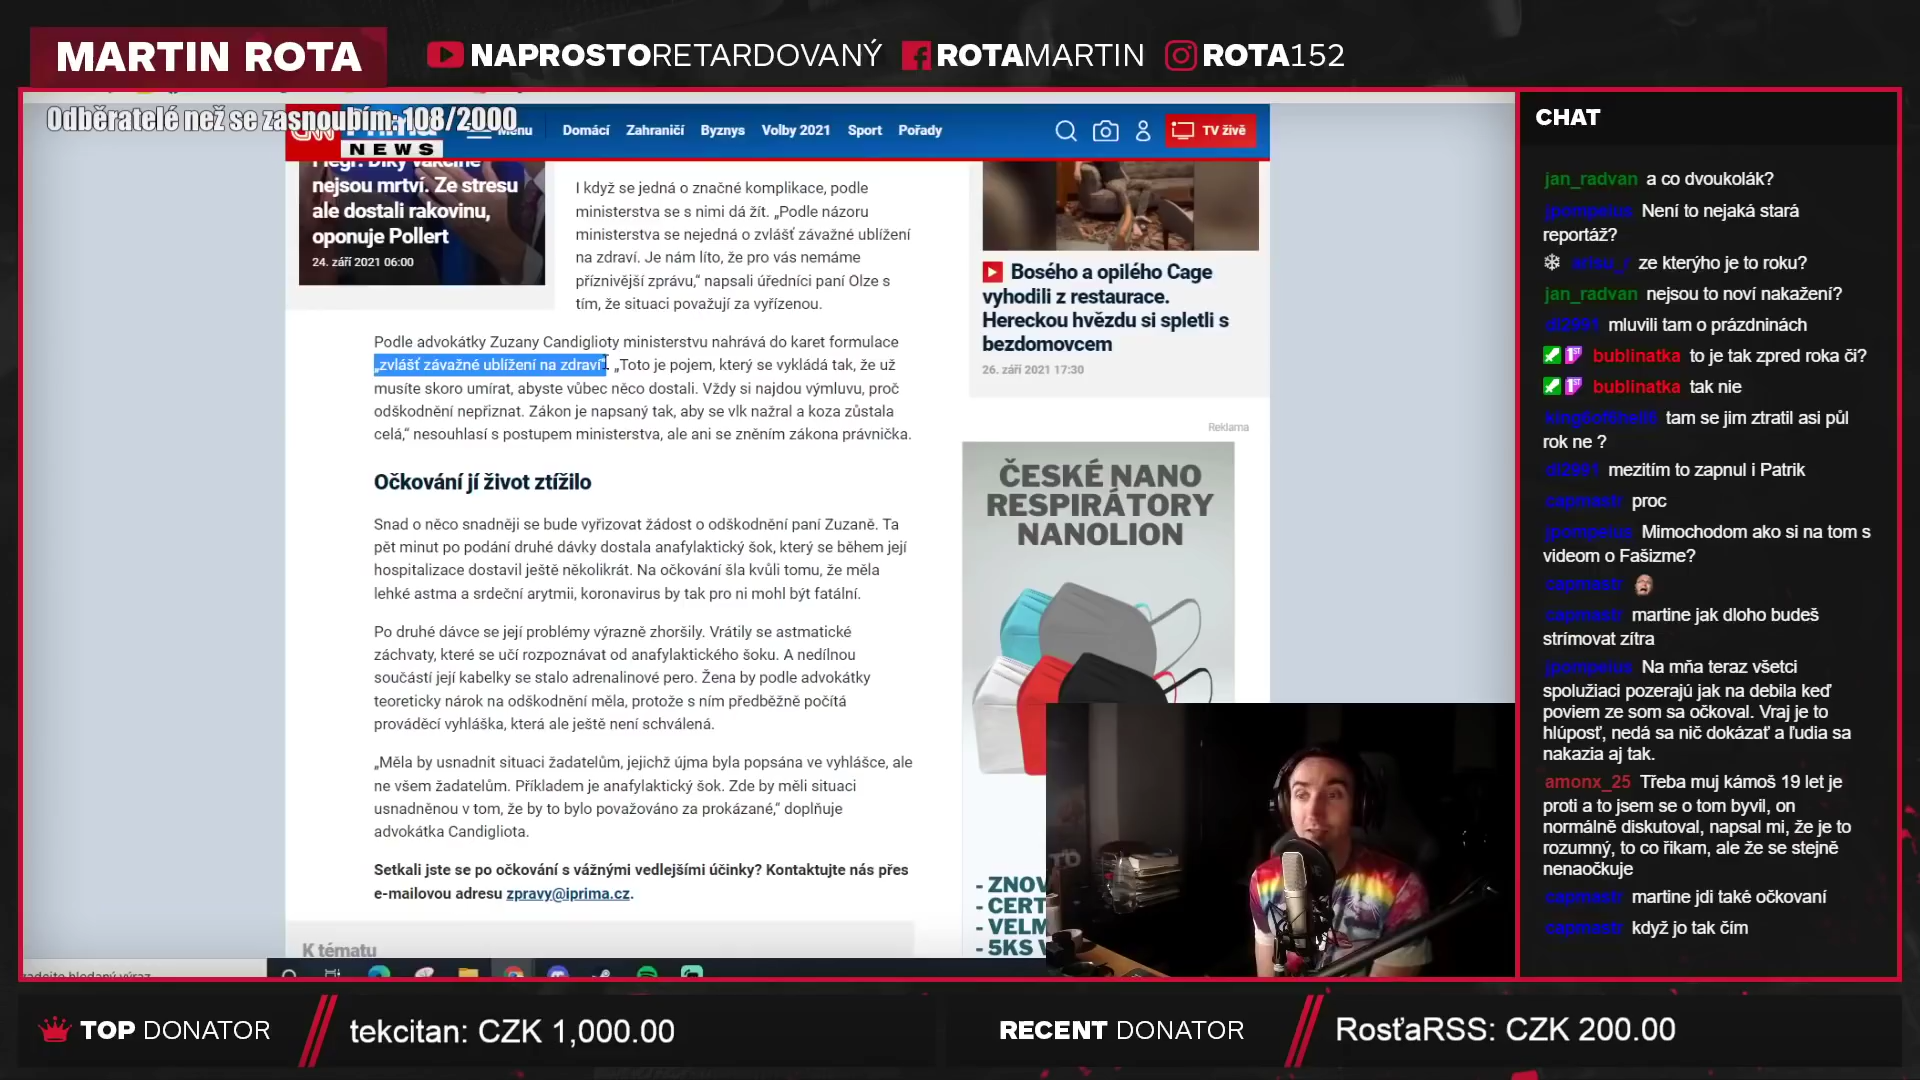 MARTIN ROTA
NAPROSTORETARDOVANÝ
ROTAMARTIN
ROTA152
Odběratelé než se zasnoubím: 108/2000
NEWS
Menu
Domácí
Zahraničí
Byznys
Volby 2021
Sport
Pořady
TV živě
nejsou mrtví. Ze stresu
ale dostali rakovinu,
oponuje Pollert
24. září 2021 06:00
I když se jedná o značné komplikace, podle
ministerstva se s nimi dá žít. „Podle názoru
ministerstva se nejedná o zvlášť závažné ublížení
na zdraví. Je nám líto, že pro vás nemáme
příznivější zprávu,“ napsali úředníci paní Olze s
tím, že situaci považují za vyřízenou.
Podle advokátky Zuzany Candiglioty ministerstvu nahrává do karet formulace
„zvlášť závažné ublížení na zdraví“. „Toto je pojem, který se vykládá tak, že už
musíte skoro umírat, abyste vůbec něco dostali. Vždy si najdou výmluvu, proč
odškodnění nepřiznat. Zákon je napsaný tak, aby se vlk nažral a koza zůstala
celá,“ nesouhlasí s postupem ministerstva, ale ani se zněním zákona právnička.
Očkování jí život ztížilo
Snad o něco snadněji se bude vyřizovat žádost o odškodnění paní Zuzaně. Ta
pět minut po podání druhé dávky dostala anafylaktický šok, který se během její
hospitalizace dostavil ještě několikrát. Na očkování šla kvůli tomu, že měla
lehké astma a srdeční arytmii, koronavirus by tak pro ni mohl být fatální.
Po druhé dávce se její problémy výrazně zhoršily. Vrátily se astmatické
záchvaty, které se učí rozpoznávat od anafylaktického šoku. A nedílnou
součástí její kabelky se stalo adrenalinové pero. Žena by podle advokátky
teoreticky nárok na odškodnění měla, protože s ním předběžně počítá
prováděcí vyhláška, která ale ještě není schválená.
„Měla by usnadnit situaci žadatelům, jejichž újma byla popsána ve vyhlášce, ale
ne všem žadatelům. Příkladem je anafylaktický šok. Zde by měli situaci
usnadněnou v tom, že by to bylo považováno za prokázané,“ doplňuje
advokátka Candigliota.
Setkali jste se po očkování s vážnými vedlejšími účinky? Kontaktujte nás přes
e-mailovou adresu zpravy@iprima.cz.
K tématu
Bosého a opilého Cage
vyhodili z restaurace.
Hereckou hvězdu si spletli s
bezdomovcem
26. září 2021 17:30
Reklama
ČESKÉ NANO
RESPIRÁTORY
NANOLION
- ZNOV
- CERT
- VELM
- 5KS V
CHAT
jan_radvan a co dvoukolák?
jpompeius Není to nejaká stará
reportáž?
ze kterýho je to roku?
jan_radvan nejsou to noví nakažení?
dl2991 mluvili tam o prázdninách
bublinatka to je tak zpred roka či?
bublinatka tak nie
tam se jim ztratil asi půl
rok ne ?
dl2991 mezitím to zapnul i Patrik
capmastr proc
jpompeius Mimochodom ako si na tom s
videom o Fašizme?
capmastr
capmastr martine jak dloho budeš
strímovat zítra
jpompeius Na mňa teraz všetci
spolužiaci pozerajú jak na debila keď
poviem ze som sa očkoval. Vraj je to
hlúposť, nedá sa nič dokázať a ľudia sa
nakazia aj tak.
amonx_25 Třeba muj kámoš 19 let je
proti a to jsem se o tom byvil, on
normálně diskutoval, napsal mi, že je to
rozumný, to co řikam, ale že se stejně
nenaočkuje
capmastr martine jdi také očkovaní
capmastr když jo tak čím
TOP DONATOR
tekcitan: CZK 1,000.00
RECENT DONATOR
RosťaRSS: CZK 200.00